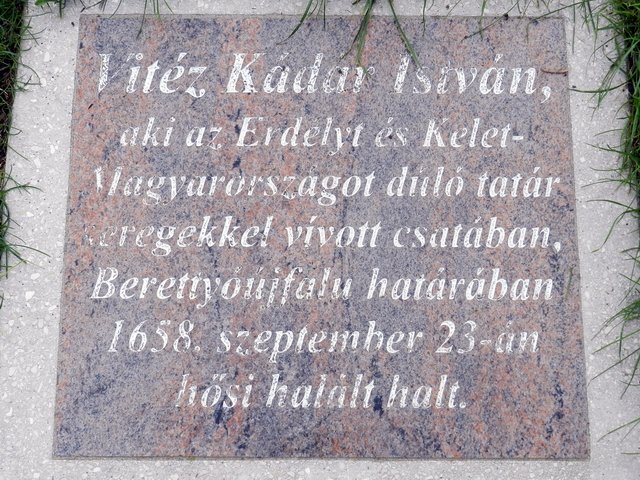 Vitéz Kádár István,
aki az Erdélyt és Kelet-
Magyarországot dúló tatár
seregekkel vívott csatában,
Berettyóújfalu határában
1658. szeptember 23-án
hősi halált halt.